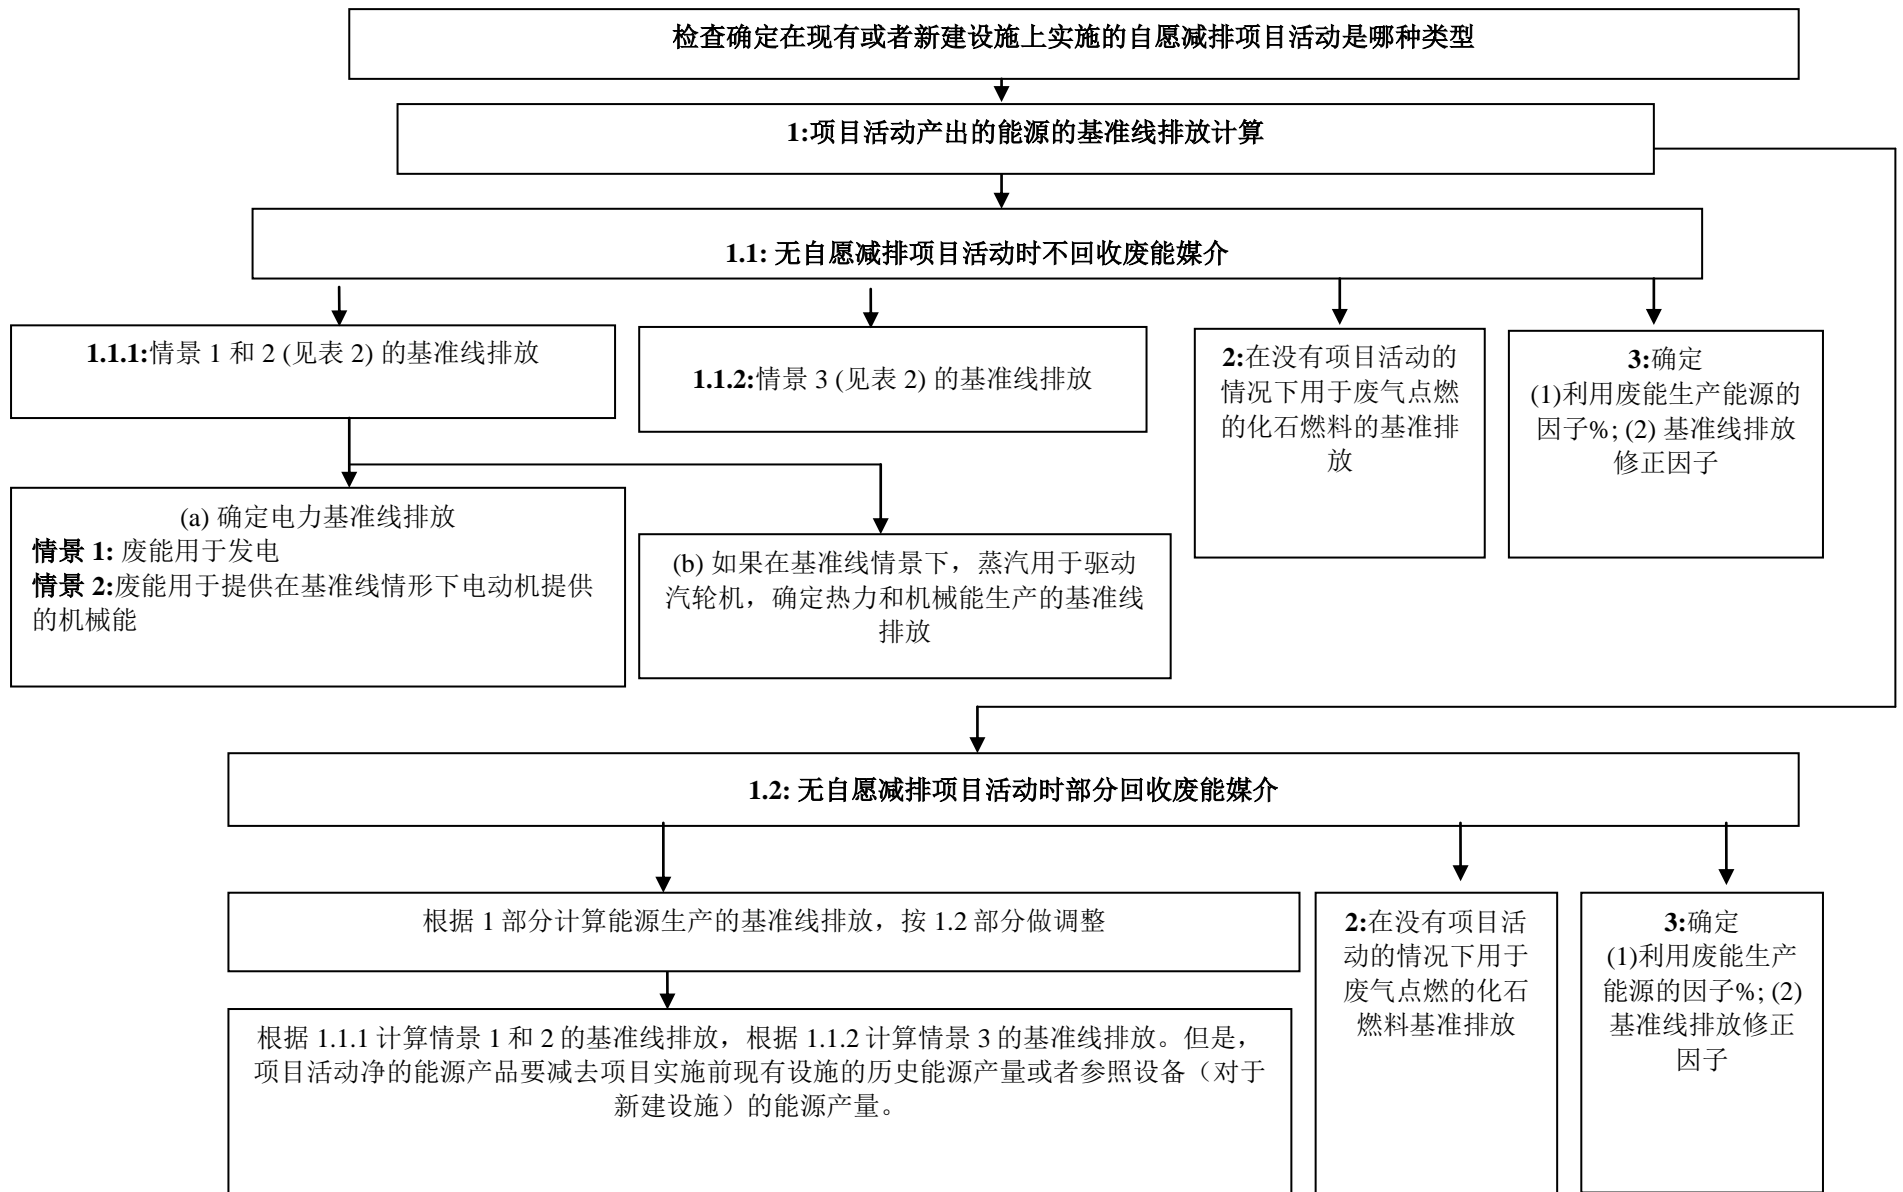 检查确定在现有或者新建设施上实施的自愿减排项目活动是哪种类型
1:项目活动产出的能源的基准线排放计算
1.1: 无自愿减排项目活动时不回收废能媒介
1.1.1:情景 1 和 2 (见表 2) 的基准线排放
1.1.2:情景 3 (见表 2) 的基准线排放
2:在没有项目活动的
情况下用于废气点燃
的化石燃料的基准排
放
3:确定
(1)利用废能生产能源的
因子%; (2) 基准线排放
修正因子
(a) 确定电力基准线排放
情景 1: 废能用于发电
情景 2:废能用于提供在基准线情形下电动机提供
的机械能
(b) 如果在基准线情景下，蒸汽用于驱动
汽轮机，确定热力和机械能生产的基准线
排放
1.2: 无自愿减排项目活动时部分回收废能媒介
根据 1 部分计算能源生产的基准线排放，按 1.2 部分做调整
2:在没有项目活
动的情况下用于
废气点燃的化石
燃料基准排放
3:确定
(1)利用废能生产
能源的因子%; (2)
基准线排放修正
因子
根据 1.1.1 计算情景 1 和 2 的基准线排放，根据 1.1.2 计算情景 3 的基准线排放。但是，
项目活动净的能源产品要减去项目实施前现有设施的历史能源产量或者参照设备（对于
新建设施）的能源产量。